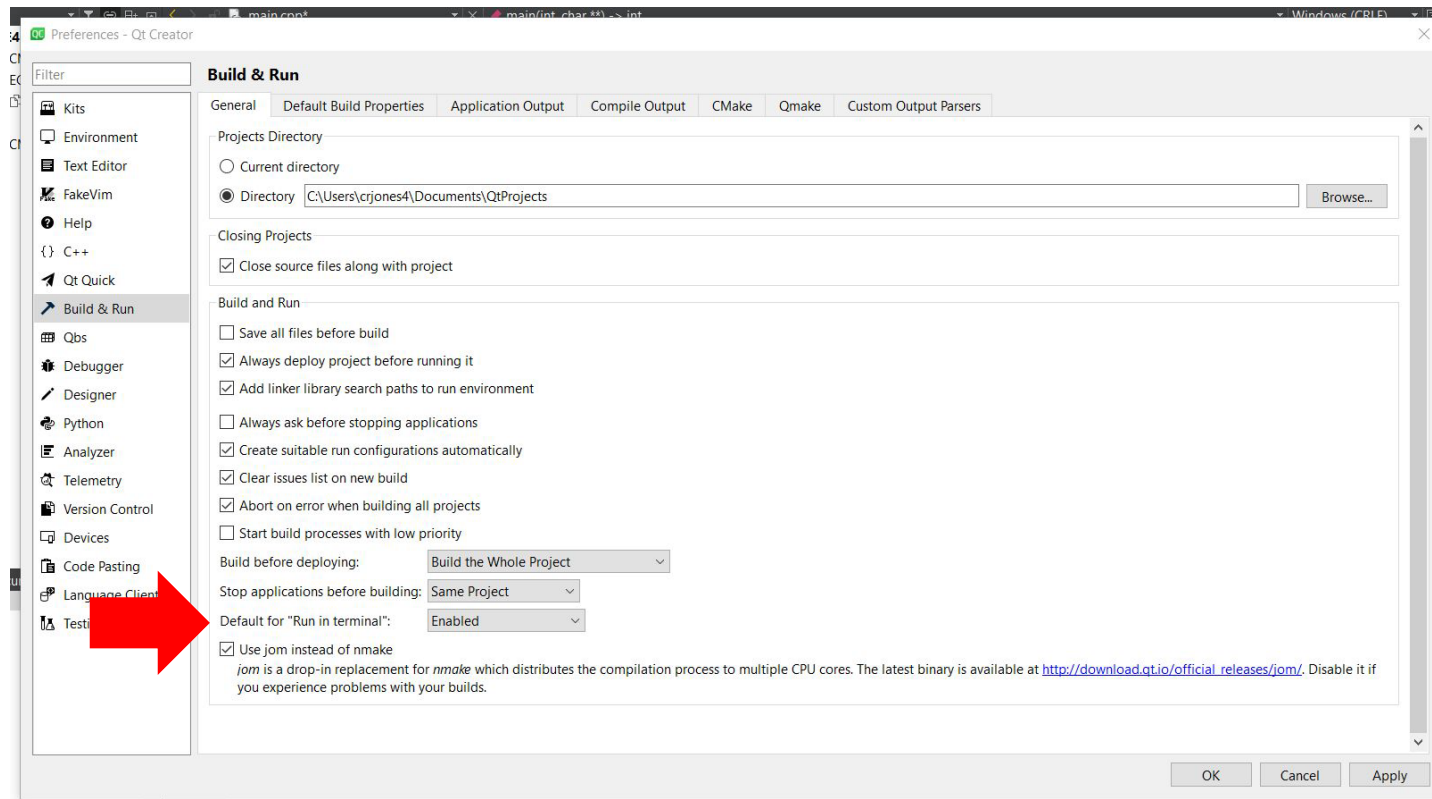 main.cpp*
main(int, char **) -> int
Windows (CRLF)
Preferences - Qt Creator
Filter
Kits
Environment
Text Editor
FakeVim
Help
{} C++
Qt Quick
Build & Run
Qbs
Debugger
Designer
Python
Analyzer
Telemetry
Version Control
Devices
Code Pasting
Language Client
Testi
Build & Run
General
Default Build Properties
Application Output
Compile Output
CMake
Qmake
Custom Output Parsers
Projects Directory
Current directory
Directory
C:\Users\crjones4\Documents\QtProjects
Browse...
Closing Projects
Close source files along with project
Build and Run
Save all files before build
Always deploy project before running it
Add linker library search paths to run environment
Always ask before stopping applications
Create suitable run configurations automatically
Clear issues list on new build
Abort on error when building all projects
Start build processes with low priority
Build before deploying:
Build the Whole Project
Stop applications before building:
Same Project
Default for "Run in terminal":
Enabled
Use jom instead of nmake
jom is a drop-in replacement for nmake which distributes the compilation process to multiple CPU cores. The latest binary is available at http://download.qt.io/official_releases/jom/. Disable it if
you experience problems with your builds.
OK
Cancel
Apply